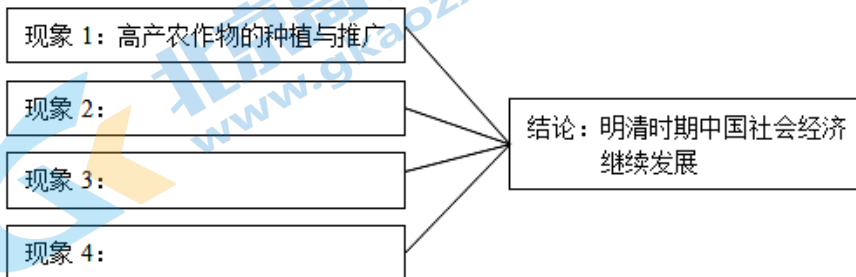 现象 1：高产农作物的种植与推广
现象 2：
现象 3：
现象 4：
结论：明清时期中国社会经济
继续发展
www.gkaoz